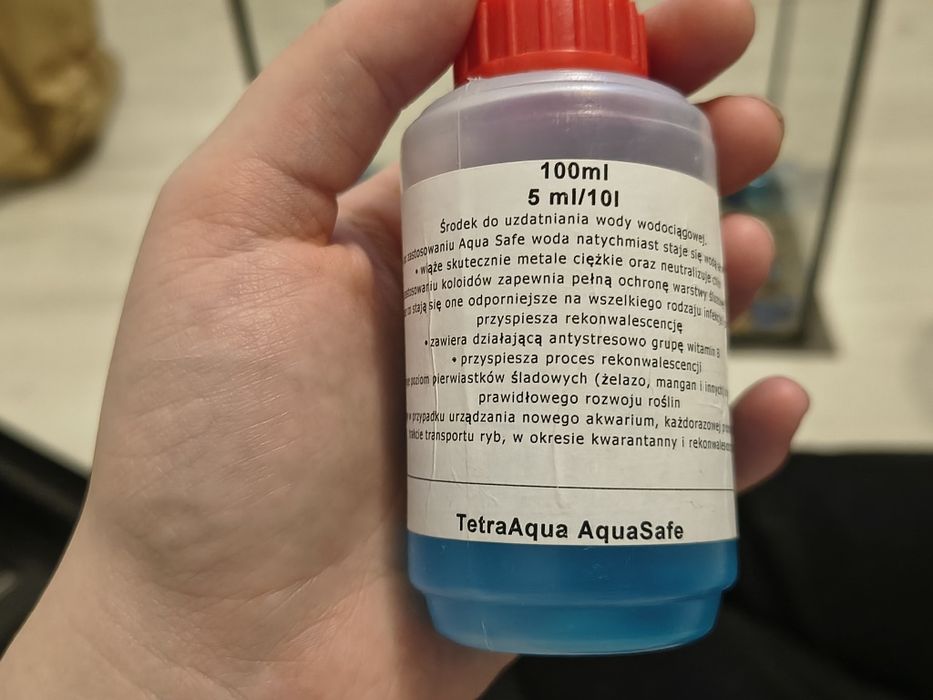 100ml
5 ml/10l
Środek do uzdatniania wody wodociągowej.
zastosowaniu Aqua Safe woda natychmiast staje się
• wiąże skutecznie metale ciężkie oraz neutralizuje
koloidów zapewnia pełną ochronę warstwy
stają się one odporniejsze na wszelkiego rodzaju
przyspiesza rekonwalescencję
• zawiera działającą antystresowo grupę witamin B
• przyspiesza proces rekonwalescencji
poziom pierwiastków śladowych (żelazo, mangan i
prawidłowego rozwoju roślin
w przypadku urządzania nowego akwarium, każdorazowej
trakcie transportu ryb, w okresie kwarantanny i
TetraAqua AquaSafe